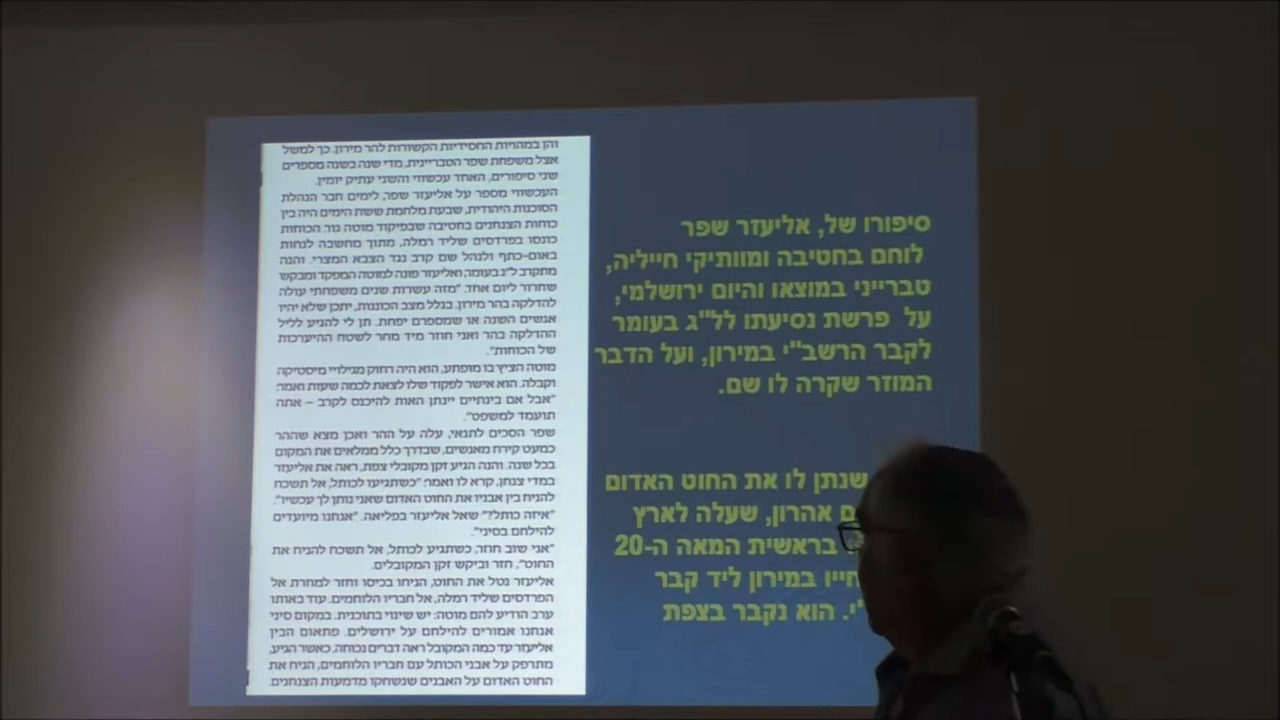 סיפורו של, אליעזר שפר
לוחם בחטיבה ומוותיקי חייליה,
טברייני במוצאו והיום ירושלמי,
על פרשת נסיעתו לל"ג בעומר
לקבר הרשב"י במירון, ועל הדבר
המוזר שקרה לו שם.
שנתן לו את החוט האדום
אהרון, שעלה לארץ
בראשית המאה ה-20
חייו במירון ליד קבר
הוא נקבר בצפת
והן במהויות החסידיות הקשורות להר מירון. כך למשל
אצל משפחת שפר הטבריינית, מדי שנה בשנה מספרים
שני סיפורים, האחד עכשווי והשני עתיק יומין.
העכשווי מספר על אליעזר שפר, לימים חבר הנהלת
הסוכנות היהודית, שבעת מלחמת ששת הימים היה בין
כוחות הצנחנים בחטיבה שבפיקוד מוטה גור. הכוחות
כונסו בפרדסים שליד רמלה, מתוך מחשבה לנחות
באום-כתף ולנהל שם קרב נגד הצבא המצרי. והנה
מתקרב ל"ג בעומר, ואליעזר פונה למוטה המפקד ומבקש
שחרור ליום אחד. "מזה עשרות שנים משפחתי עולה
להדלקה בהר מירון. בגלל מצב הכוננות, יתכן שלא יהיו
אנשים השנה או שמספרם יפחת. תן לי להגיע לליל
ההדלקה בהר ואני חוזר מיד מחר לשטח ההיערכות
של הכוחות".
מוטה הציץ בו מופתע, הוא היה רחוק מגילויי מיסטיקה
וקבלה. הוא אישר לפקוד שלו לצאת לכמה שעות ואמר:
"אבל אם בינתיים יינתן האות להיכנס לקרב – אתה
תועמד למשפט".
שפר הסכים לתנאי, עלה על ההר ואכן מצא שההר
כמעט קירח מאנשים, שבדרך כלל ממלאים את המקום
בכל שנה. והנה הגיע זקן מקובלי צפת, ראה את אליעזר
במדי צנחן, קרא לו ואמר: "כשתגיעו לכותל, אל תשכח
להניח בין אבניו את החוט האדום שאני נותן לך עכשיו".
"איזה כותל?" שאל אליעזר בפליאה. "אנחנו מיועדים
להילחם בסיני".
"אני שוב חוזר, כשתגיע לכותל, אל תשכח להניח את
החוט", חזר וביקש זקן המקובלים.
אליעזר נטל את החוט, הניחו בכיסו וחזר למחרת אל
הפרדסים שליד רמלה, אל חבריו הלוחמים. עוד באותו
ערב הודיע להם מוטה: יש שינוי בתוכנית. במקום סיני
אנחנו אמורים להילחם על ירושלים. פתאום הבין
אליעזר עד כמה המקובל ראה דברים נכוחה. כאשר הגיע,
מתרפק על אבני הכותל עם חבריו הלוחמים, הניח את
החוט האדום על האבנים שנשחקו מדמעות הצנחנים.